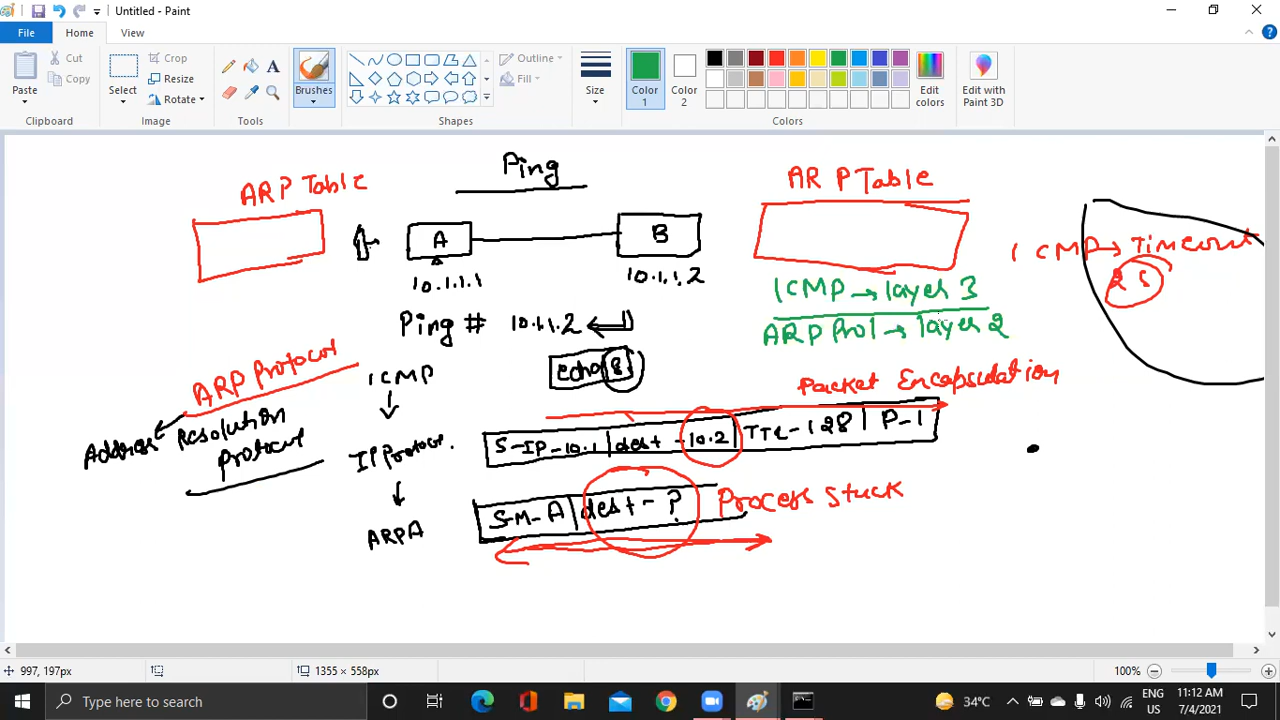 Untitled - Paint
File
Home
View
Paste
Cut
Copy
Clipboard
Select
Crop
Resize
Rotate
Image
Tools
Brushes
Outline
Fill
Shapes
Size
Color 1
Color 2
Colors
Edit colors
Edit with Paint 3D
Ping
ARP Table
ARP Table
A
B
10.1.1.1
10.1.1.2
ICMP → Timeout
2 s
ICMP → layer 3
ARP Protl → layer 2
Ping # 10.1.1.2
Echo 8
ARP Protocol
Address Resolution Protocol
ICMP
IP Protocol.
ARPA
Packet Encapsulation
S-IP-10.1 | dest -10.2 | TTL-128 | P-1
S-M-A | dest - ?
Process Stuck
997, 197px
1355 × 558px
100%
Type here to search
34°C
ENG
US
11:12 AM
7/4/2021